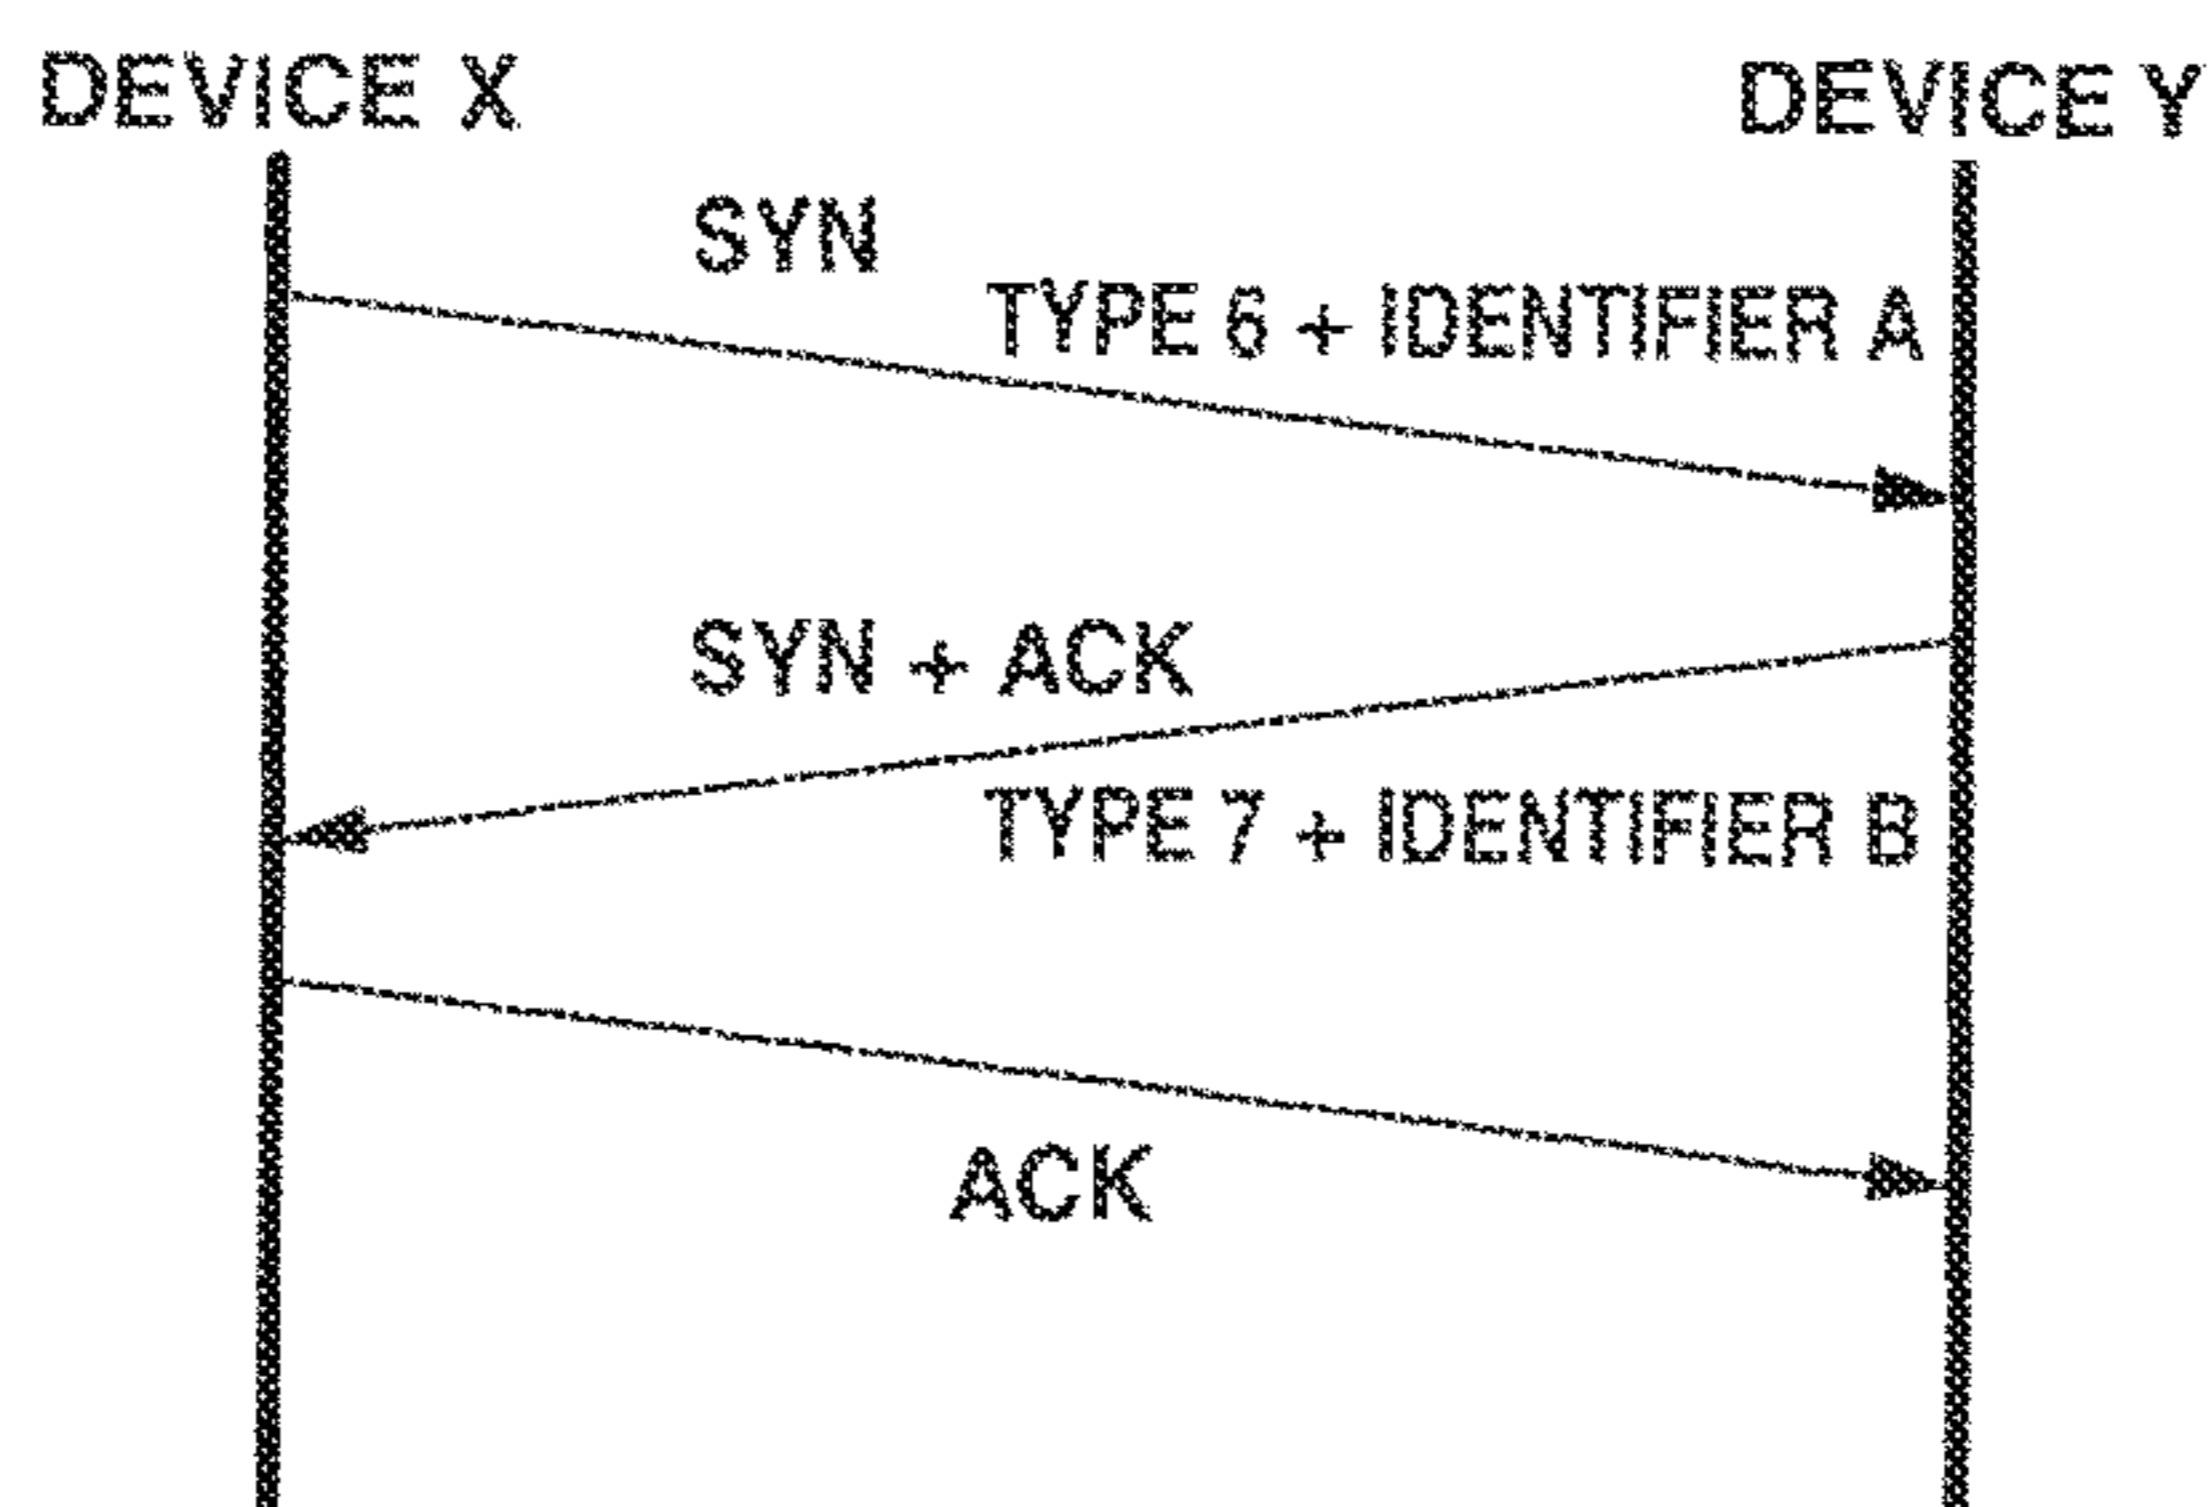 DEVICE X
DEVICE Y
SYN
TYPE 6 + IDENTIFIER A
SYN + ACK
TYPE 7 + IDENTIFIER B
ACK